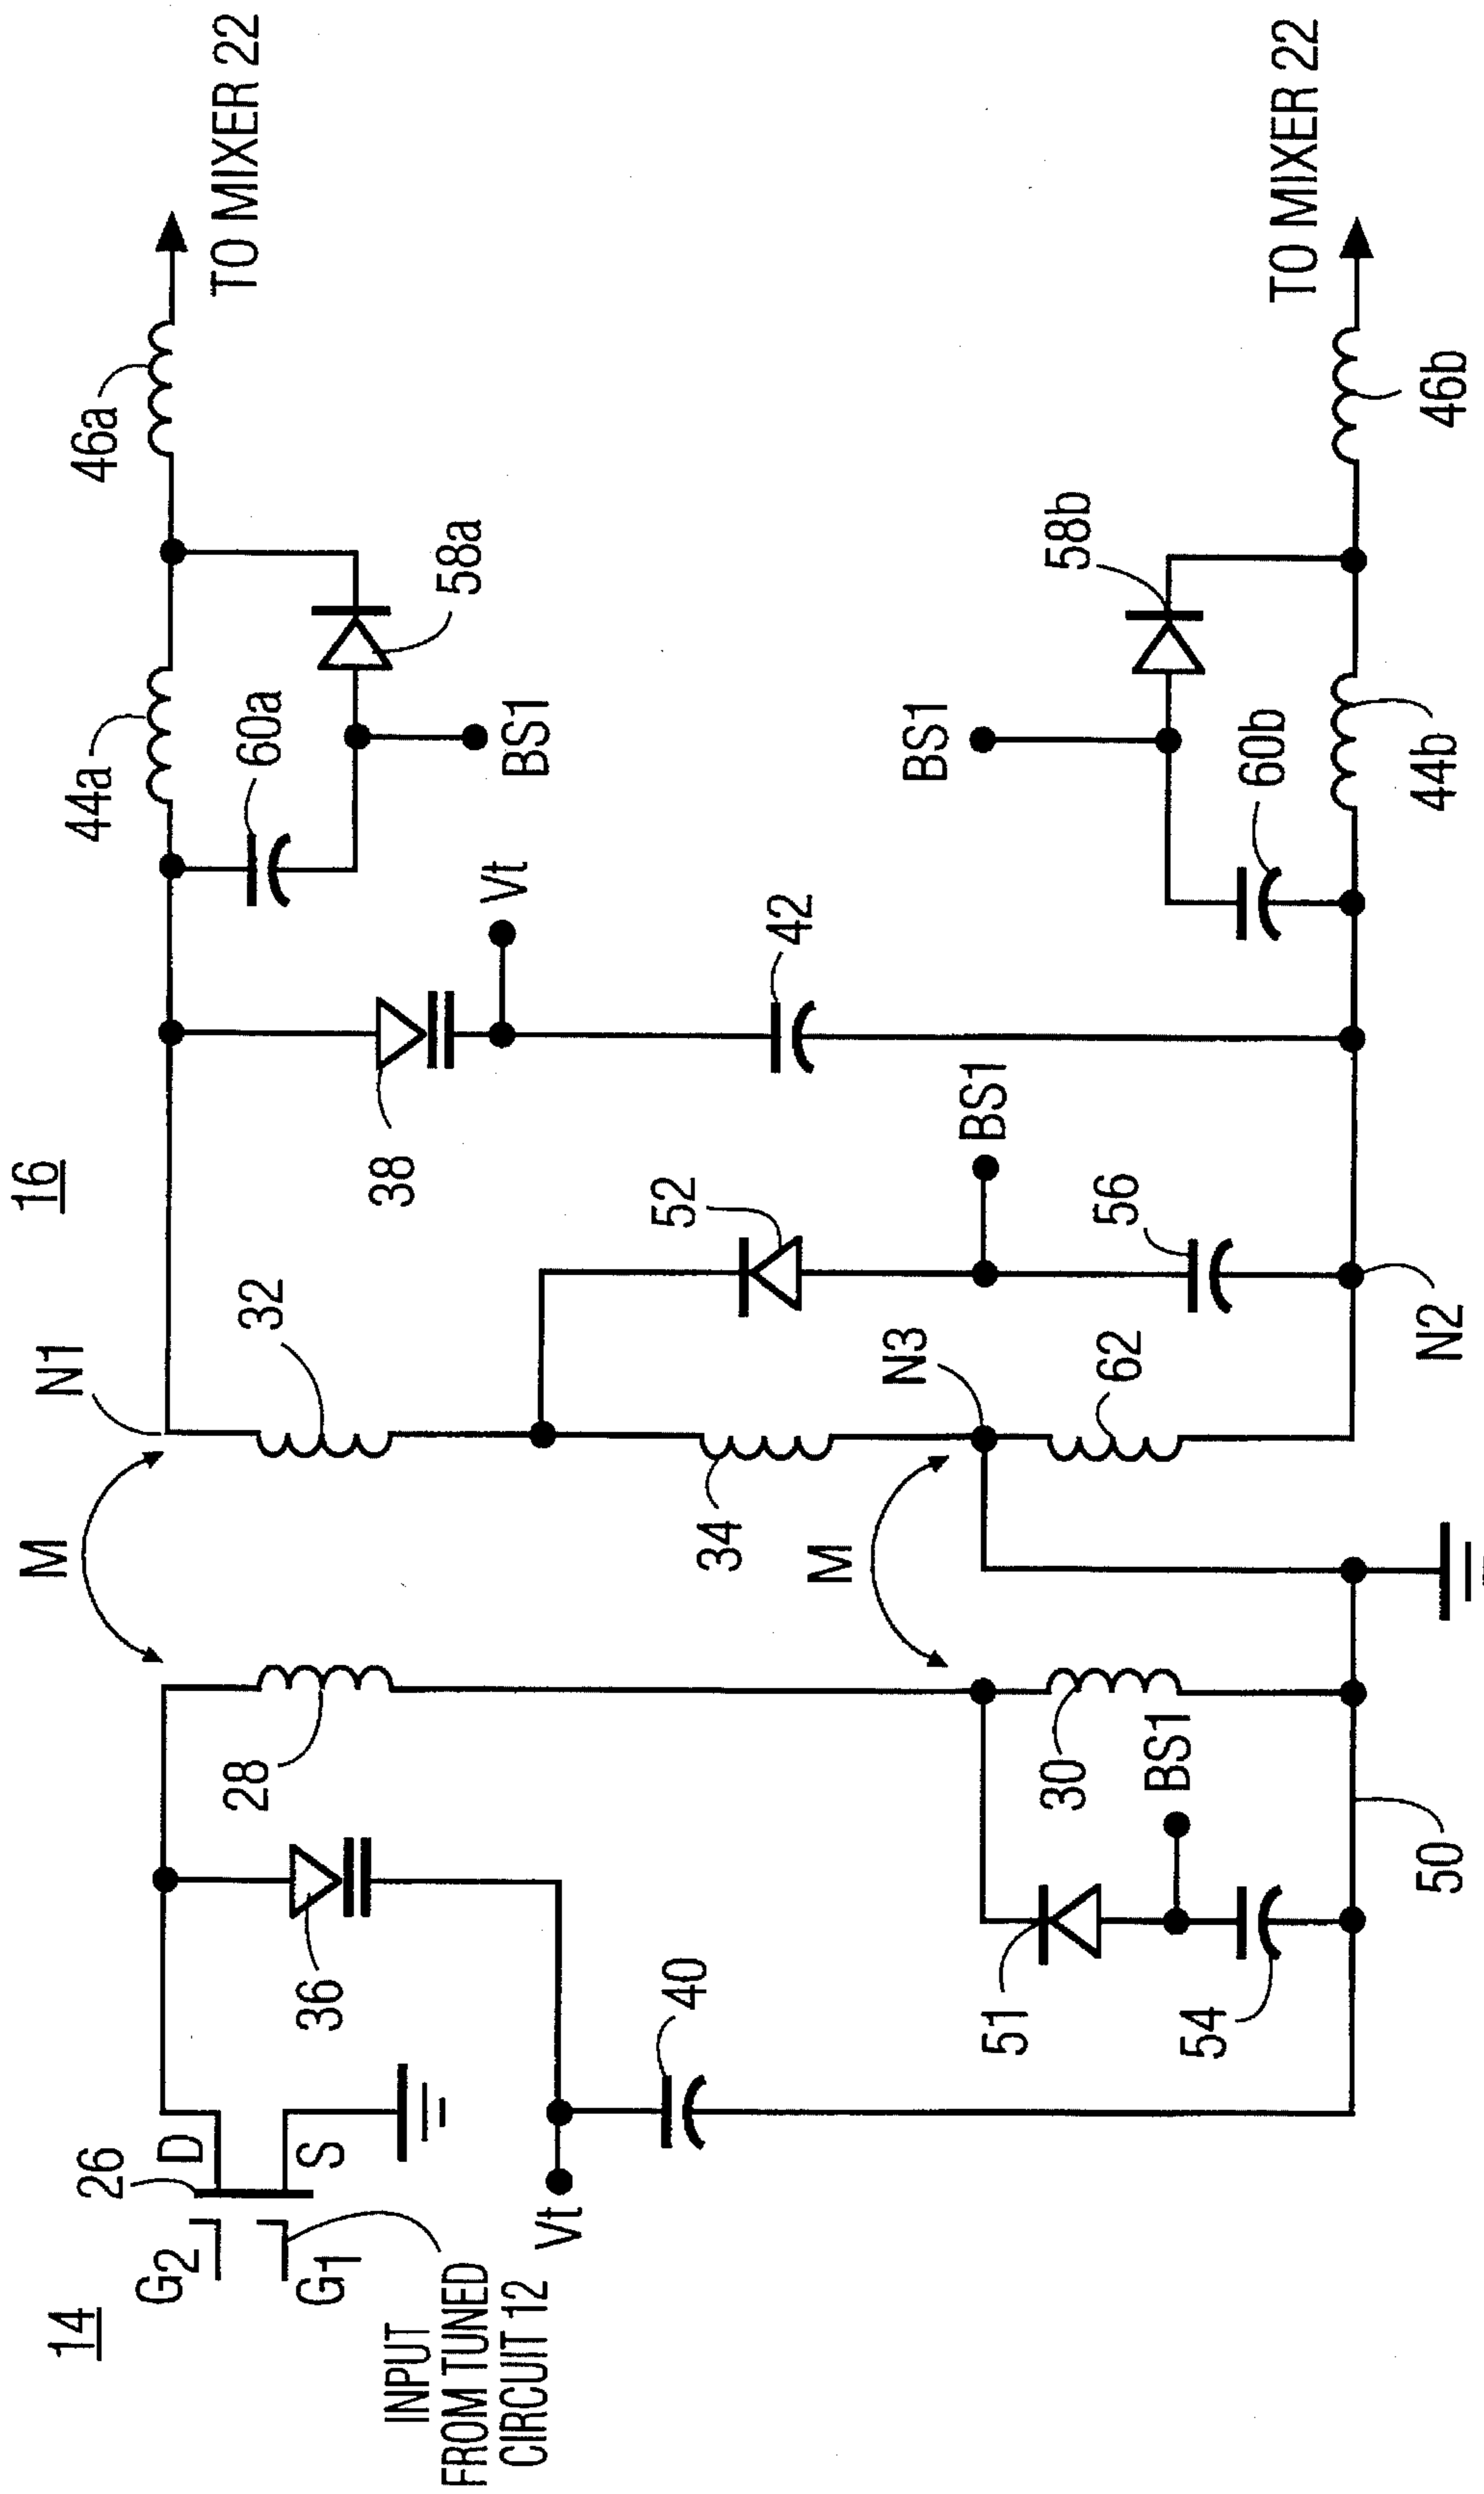 14
16
G2
26
D
S
G1
INPUT
FROM TUNED
CIRCUIT 12
Vt
36
28
40
M
N1
32
44a
46a
TO MIXER 22
60a
58a
BS1
38
Vt
52
42
34
M
N3
BS1
BS1
58b
51
54
BS1
30
62
56
60b
TO MIXER 22
50
N2
44b
46b